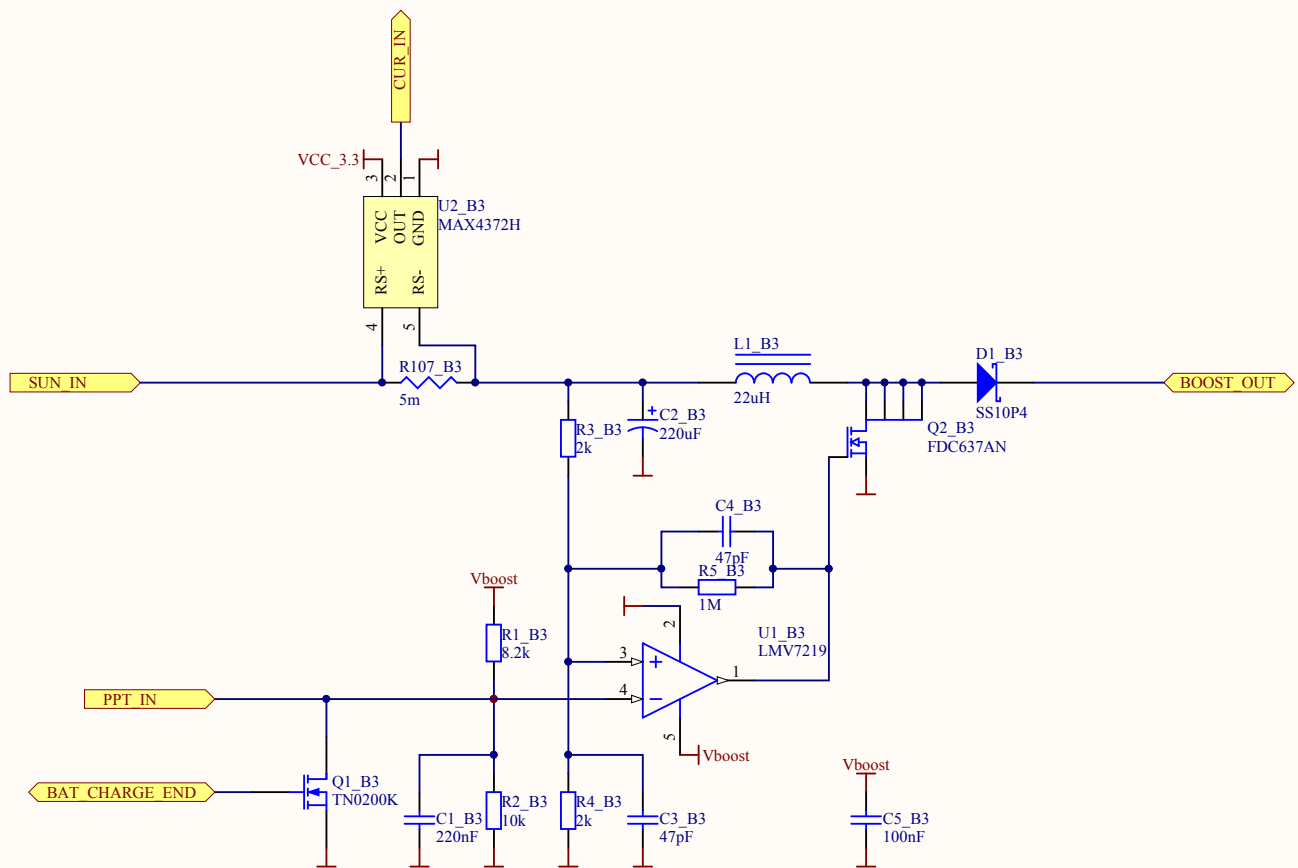 CUR_IN
VCC_3.3
3
2
1
VCC
OUT
GND
RS+
RS-
U2_B3
MAX4372H
4
5
SUN_IN
R107_B3
5m
L1_B3
22uH
D1_B3
SS10P4
BOOST_OUT
R3_B3
2k
+
C2_B3
220uF
Q2_B3
FDC637AN
C4_B3
47pF
R5_B3
1M
Vboost
R1_B3
8.2k
2
U1_B3
LMV7219
3
+
4
−
1
5
Vboost
PPT_IN
BAT_CHARGE_END
Q1_B3
TN0200K
C1_B3
220nF
R2_B3
10k
R4_B3
2k
C3_B3
47pF
Vboost
C5_B3
100nF